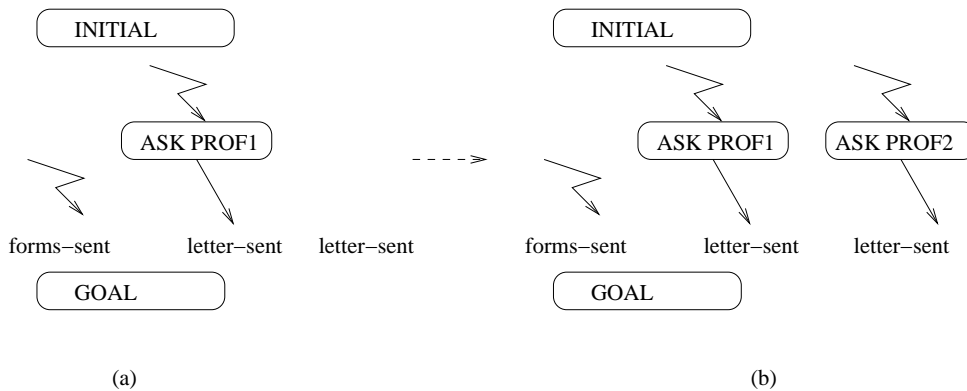 INITIAL
ASK PROF1
forms−sent letter−sent letter−sent
GOAL
(a)
INITIAL
ASK PROF1 ASK PROF2
forms−sent letter−sent letter−sent
GOAL
(b)